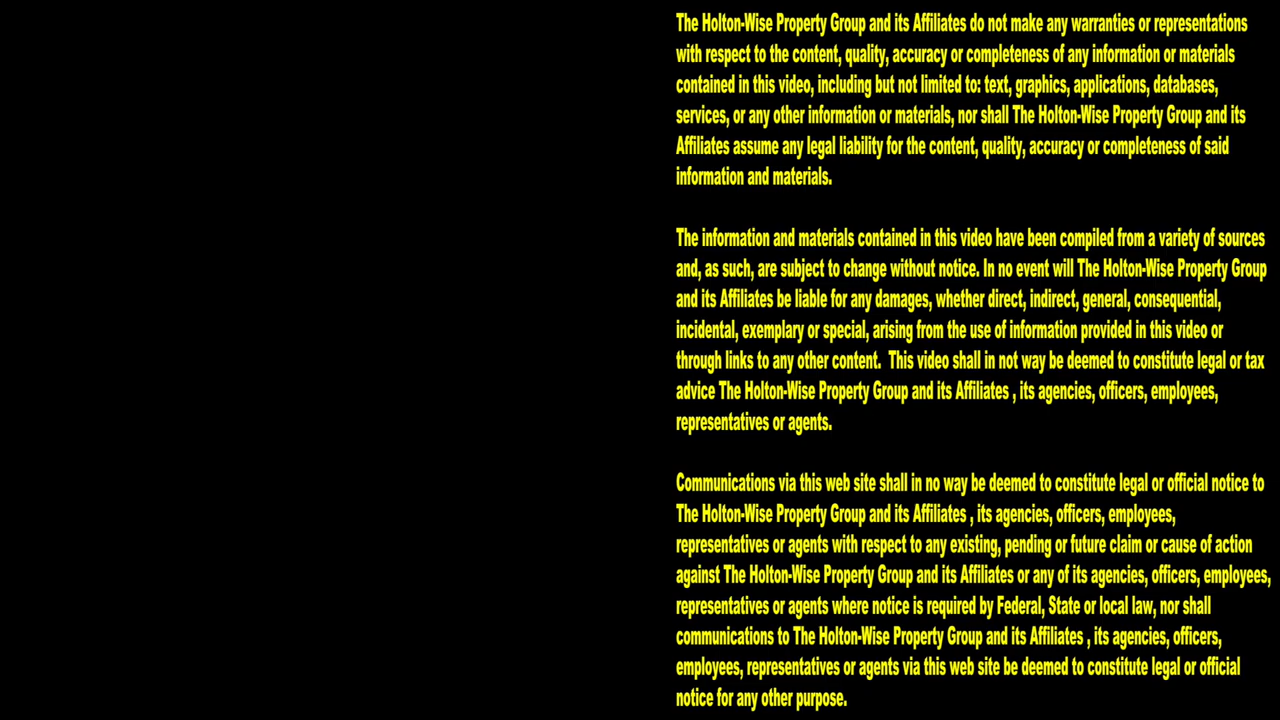 The Holton-Wise Property Group and its Affiliates do not make any warranties or representations
with respect to the content, quality, accuracy or completeness of any information or materials
contained in this video, including but not limited to: text, graphics, applications, databases,
services, or any other information or materials, nor shall The Holton-Wise Property Group and its
Affiliates assume any legal liability for the content, quality, accuracy or completeness of said
information and materials.
The information and materials contained in this video have been compiled from a variety of sources
and, as such, are subject to change without notice. In no event will The Holton-Wise Property Group
and its Affiliates be liable for any damages, whether direct, indirect, general, consequential,
incidental, exemplary or special, arising from the use of information provided in this video or
through links to any other content.  This video shall in not way be deemed to constitute legal or tax
advice The Holton-Wise Property Group and its Affiliates , its agencies, officers, employees,
representatives or agents.
Communications via this web site shall in no way be deemed to constitute legal or official notice to
The Holton-Wise Property Group and its Affiliates , its agencies, officers, employees,
representatives or agents with respect to any existing, pending or future claim or cause of action
against The Holton-Wise Property Group and its Affiliates or any of its agencies, officers, employees,
representatives or agents where notice is required by Federal, State or local law, nor shall
communications to The Holton-Wise Property Group and its Affiliates , its agencies, officers,
employees, representatives or agents via this web site be deemed to constitute legal or official
notice for any other purpose.